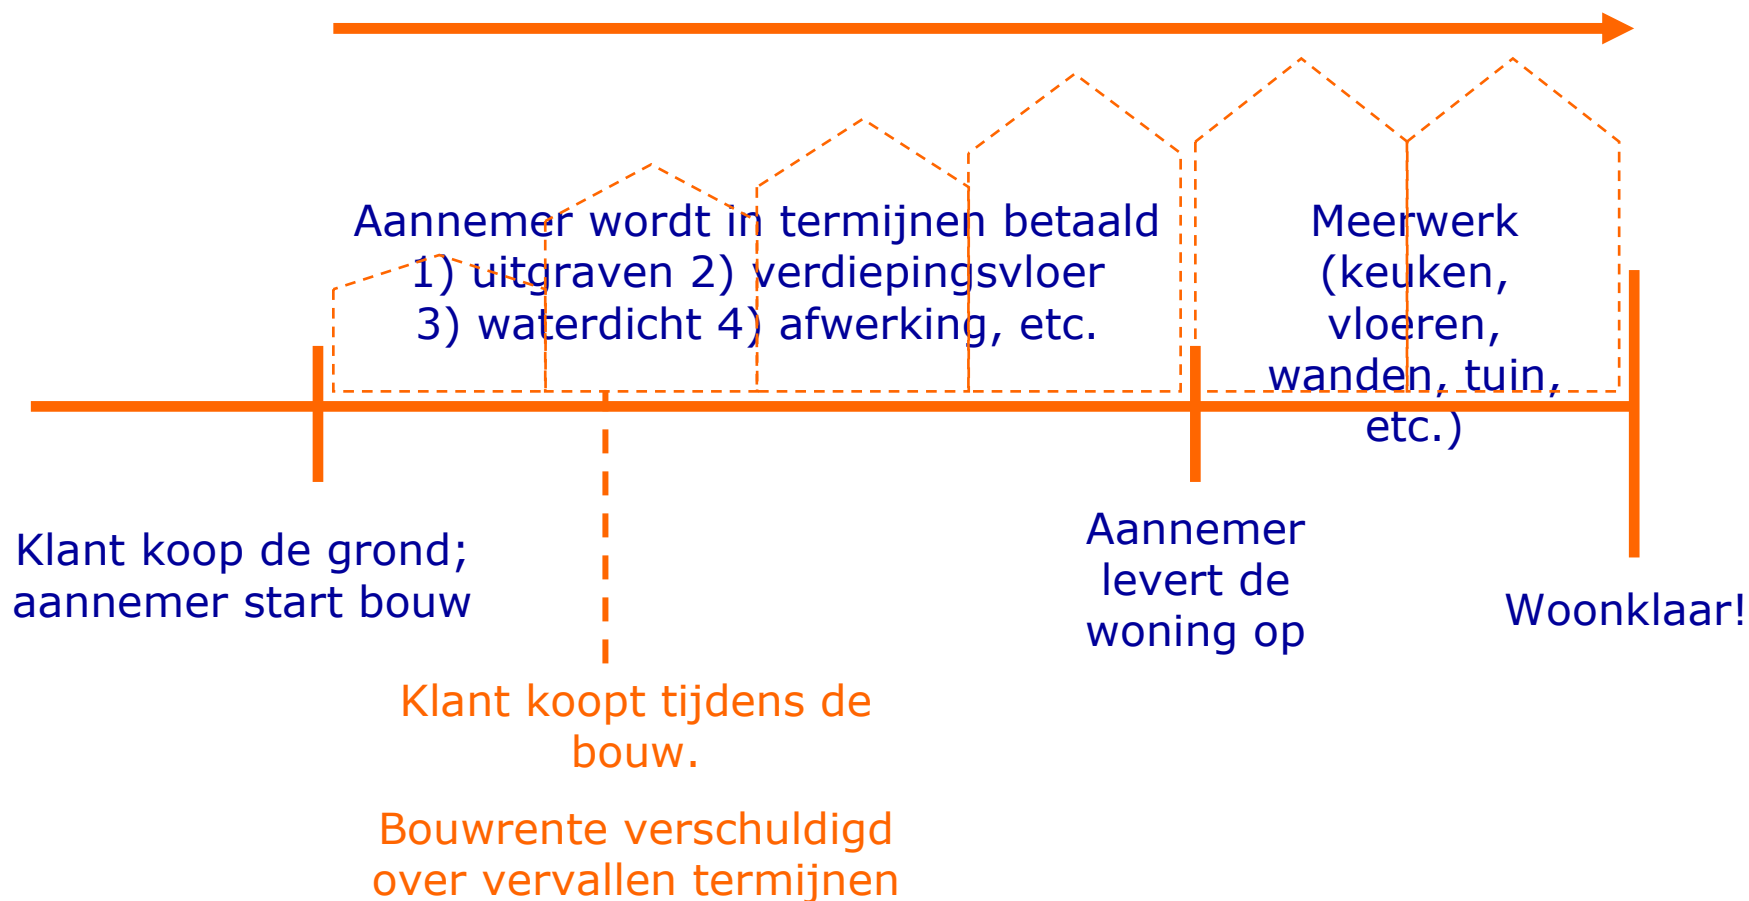 Aannemer wordt in termijnen betaald
1) uitgraven 2) verdiepingsvloer
3) waterdicht 4) afwerking, etc.
Meerwerk
(keuken,
vloeren,
wanden, tuin,
etc.)
Klant koop de grond;
aannemer start bouw
Aannemer
levert de
woning op
Woonklaar!
Klant koopt tijdens de
bouw.
Bouwrente verschuldigd
over vervallen termijnen